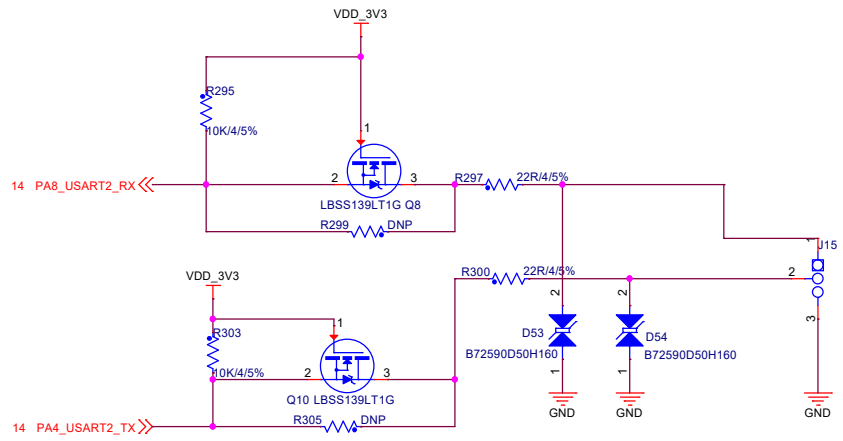 VDD_3V3
R295
10K/4/5%
1
14 PA8_USART2_RX
2
3
R297
22R/4/5%
LBSS139LT1G Q8
R299
DNP
1
J15
VDD_3V3
R300
22R/4/5%
2
R303
1
2
2
D53
D54
10K/4/5%
2
3
B72590D50H160
B72590D50H160
3
Q10 LBSS139LT1G
1
1
R305
DNP
14 PA4_USART2_TX
GND
GND
GND